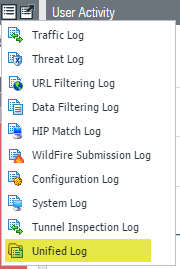 User Activity
Traffic Log
Threat Log
URL Filtering Log
Data Filtering Log
HIP Match Log
WildFire Submission Log
Configuration Log
System Log
Tunnel Inspection Log
Unified Log